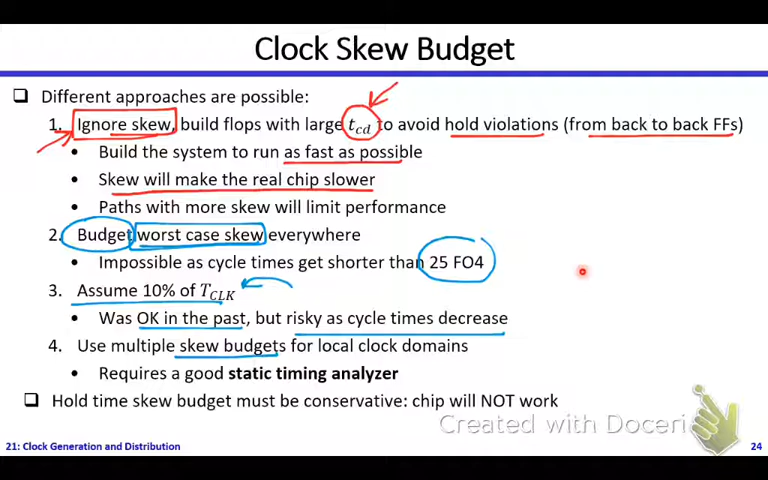 Clock Skew Budget
❑ Different approaches are possible:
1. Ignore skew, build flops with large t_cd to avoid hold violations (from back to back FFs)
• Build the system to run as fast as possible
• Skew will make the real chip slower
• Paths with more skew will limit performance
2. Budget worst case skew everywhere
• Impossible as cycle times get shorter than 25 FO4
3. Assume 10% of T_CLK
• Was OK in the past, but risky as cycle times decrease
4. Use multiple skew budgets for local clock domains
• Requires a good static timing analyzer
❑ Hold time skew budget must be conservative: chip will NOT work
Created with Doceri
21: Clock Generation and Distribution
24